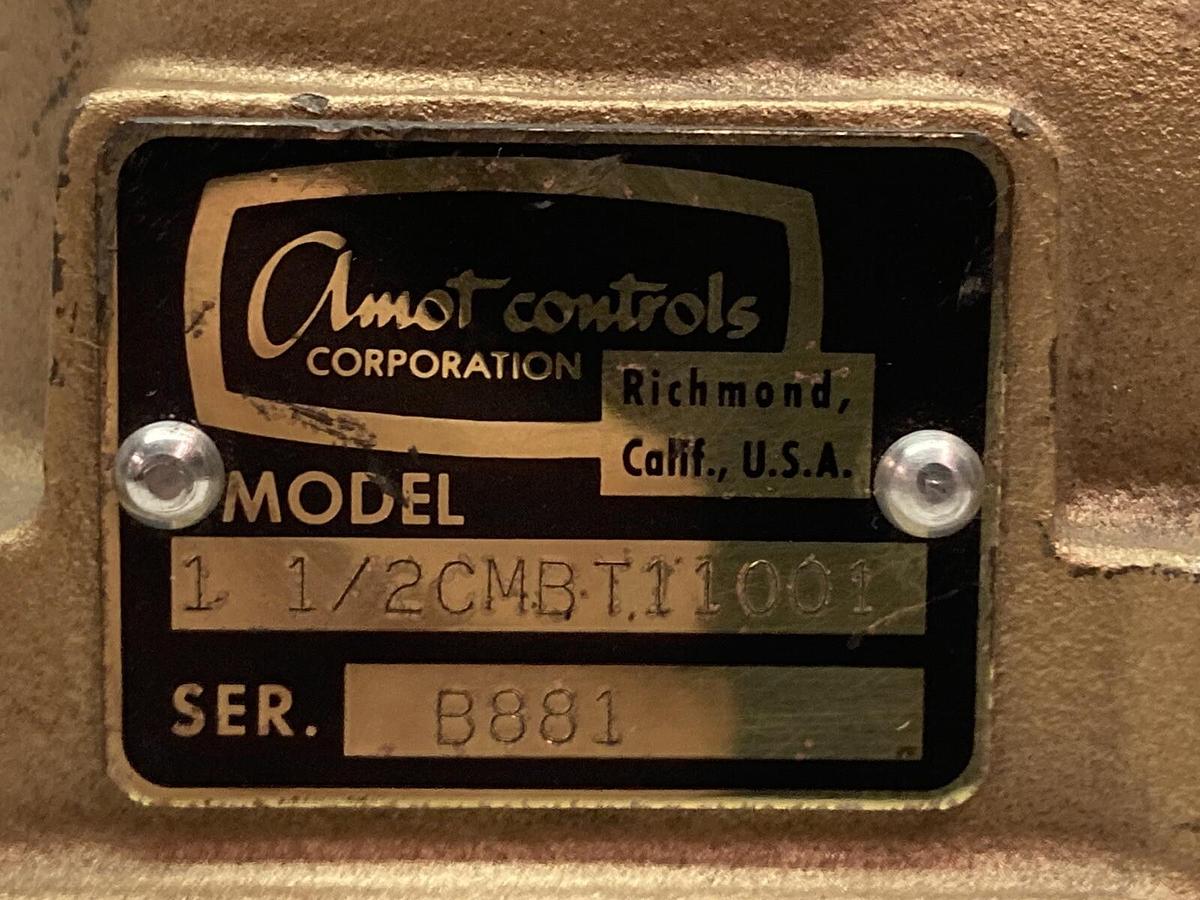 Amot controls
CORPORATION
Richmond,
Calif., U.S.A.
MODEL
1 1/2CMBT11001
SER. B881